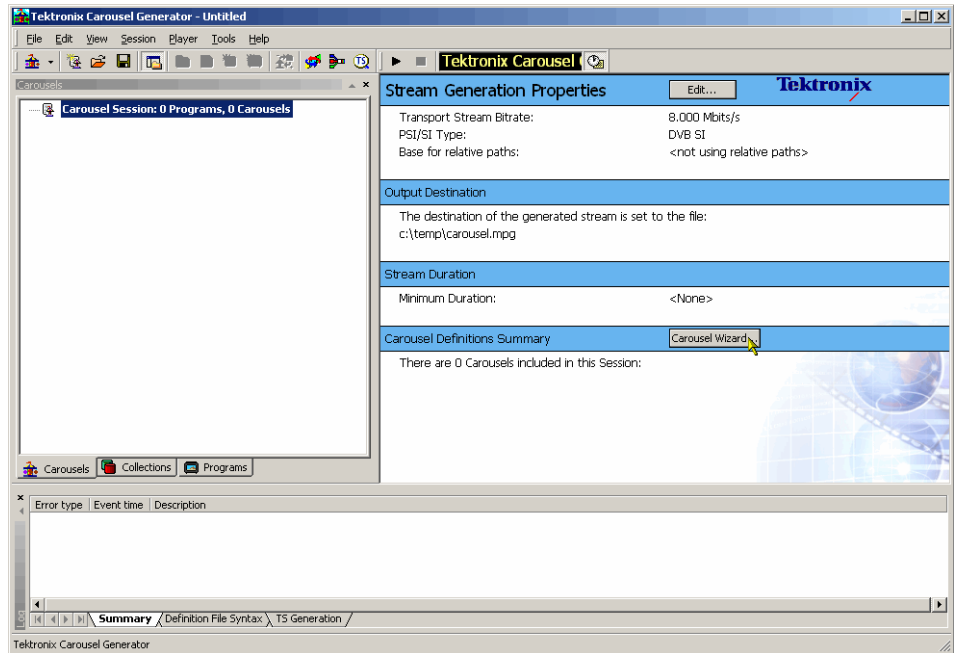 Tektronix Carousel Generator - Untitled
File Edit View Session Player Tools Help
Tektronix Carousel
Carousels
Carousel Session: 0 Programs, 0 Carousels
Carousels Collections Programs
Stream Generation Properties Edit... Tektronix
Transport Stream Bitrate: 8.000 Mbits/s
PSI/SI Type: DVB SI
Base for relative paths: <not using relative paths>
Output Destination
The destination of the generated stream is set to the file:
c:\temp\carousel.mpg
Stream Duration
Minimum Duration: <None>
Carousel Definitions Summary Carousel Wizard...
There are 0 Carousels included in this Session:
Error type Event time Description
Log
Summary Definition File Syntax TS Generation
Tektronix Carousel Generator